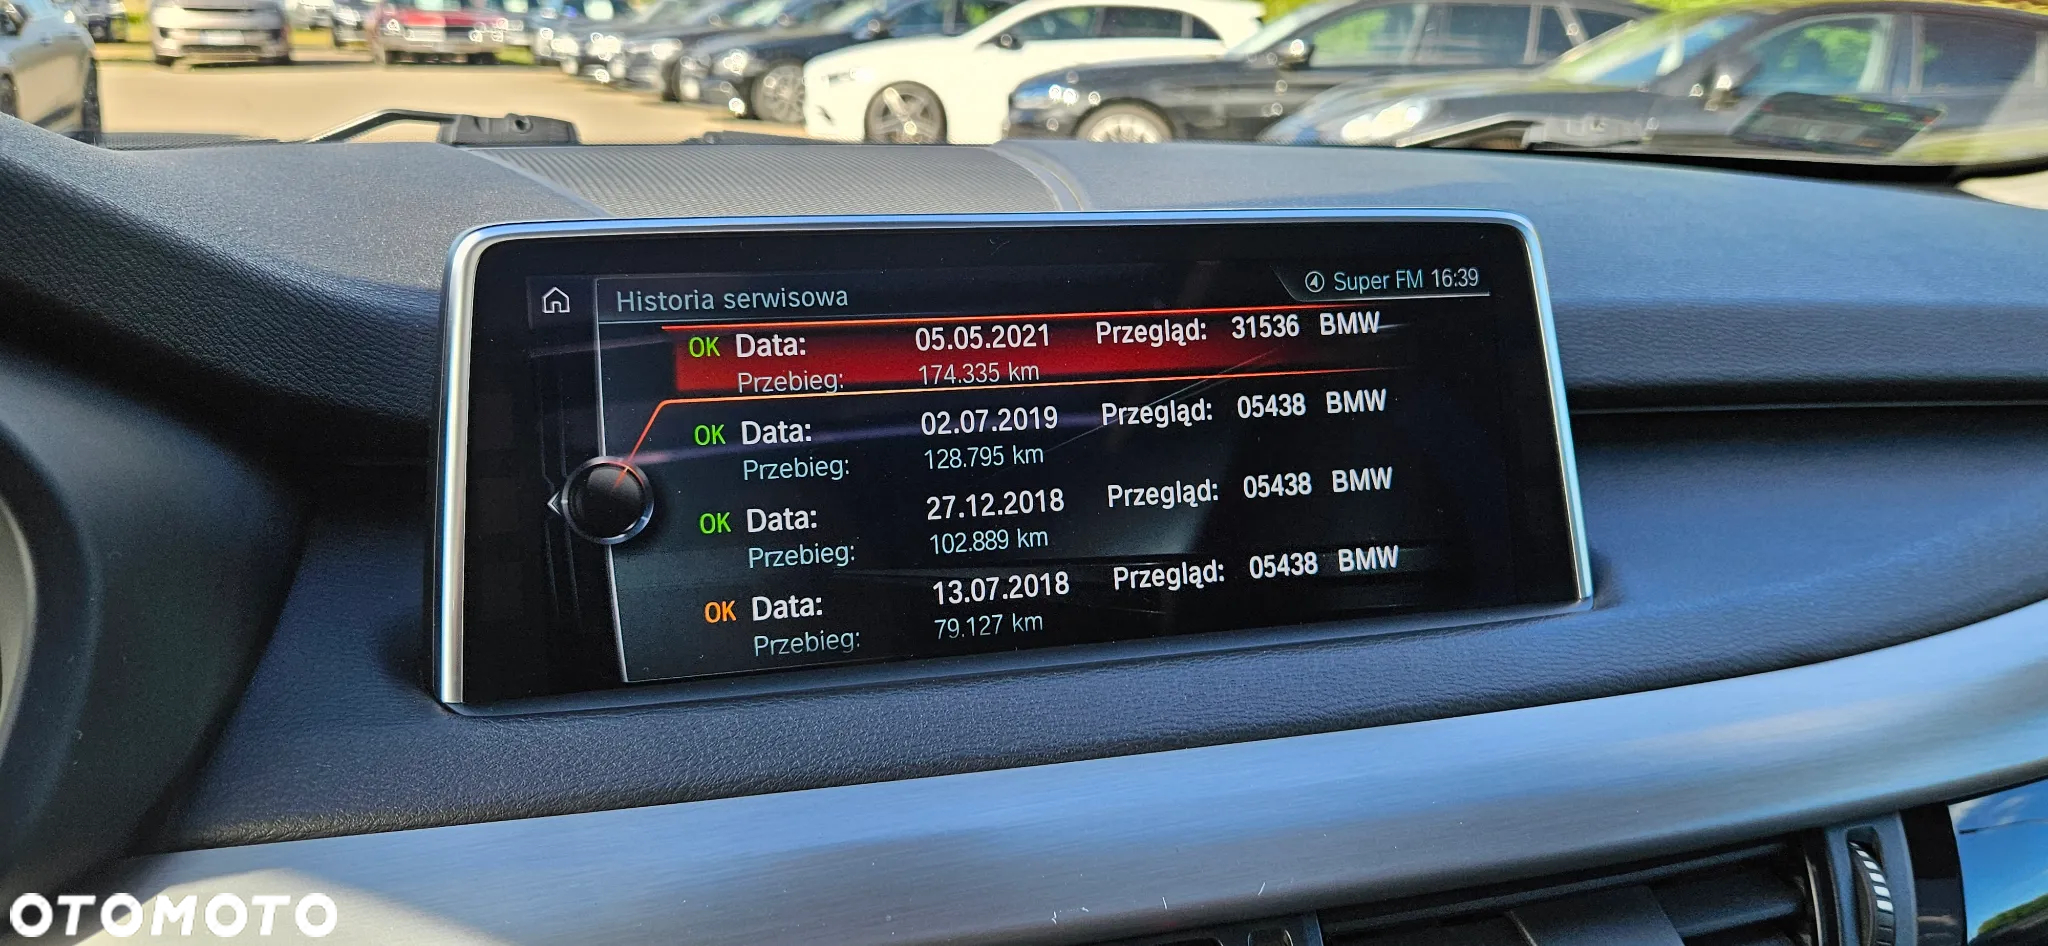 Historia serwisowa
Super FM 16:39
OK Data: 05.05.2021 Przegląd: 31536 BMW
Przebieg: 174.335 km
OK Data: 02.07.2019 Przegląd: 05438 BMW
Przebieg: 128.795 km
OK Data: 27.12.2018 Przegląd: 05438 BMW
Przebieg: 102.889 km
OK Data: 13.07.2018 Przegląd: 05438 BMW
Przebieg: 79.127 km
OTOMOTO